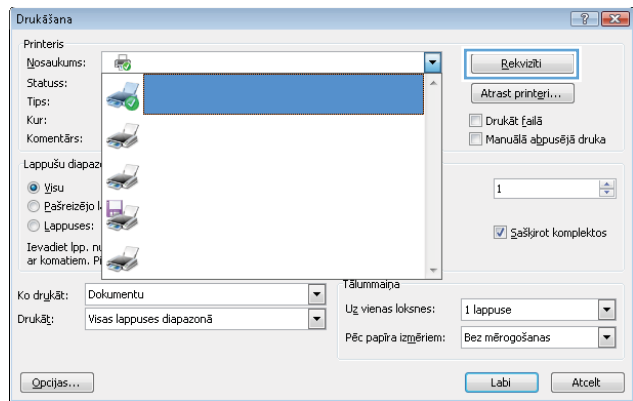 Drukāšana
Printeris
Nosaukums:
Rekvizīti
Statuss:
Tips:
Atrast printeri...
Kur:
Drukāt failā
Komentārs:
Manuālā abpusējā druka
Lappušu diapazo
Visu
1
Pašreizējo l
Lappuses:
Sašķirot komplektos
Ievadiet lpp. nu
ar komatiem. Pi
Tālummaiņa
Ko drukāt: Dokumentu
Uz vienas loksnes: 1 lappuse
Drukāt: Visas lappuses diapazonā
Pēc papīra izmēriem: Bez mērogošanas
Opcijas...
Labi
Atcelt